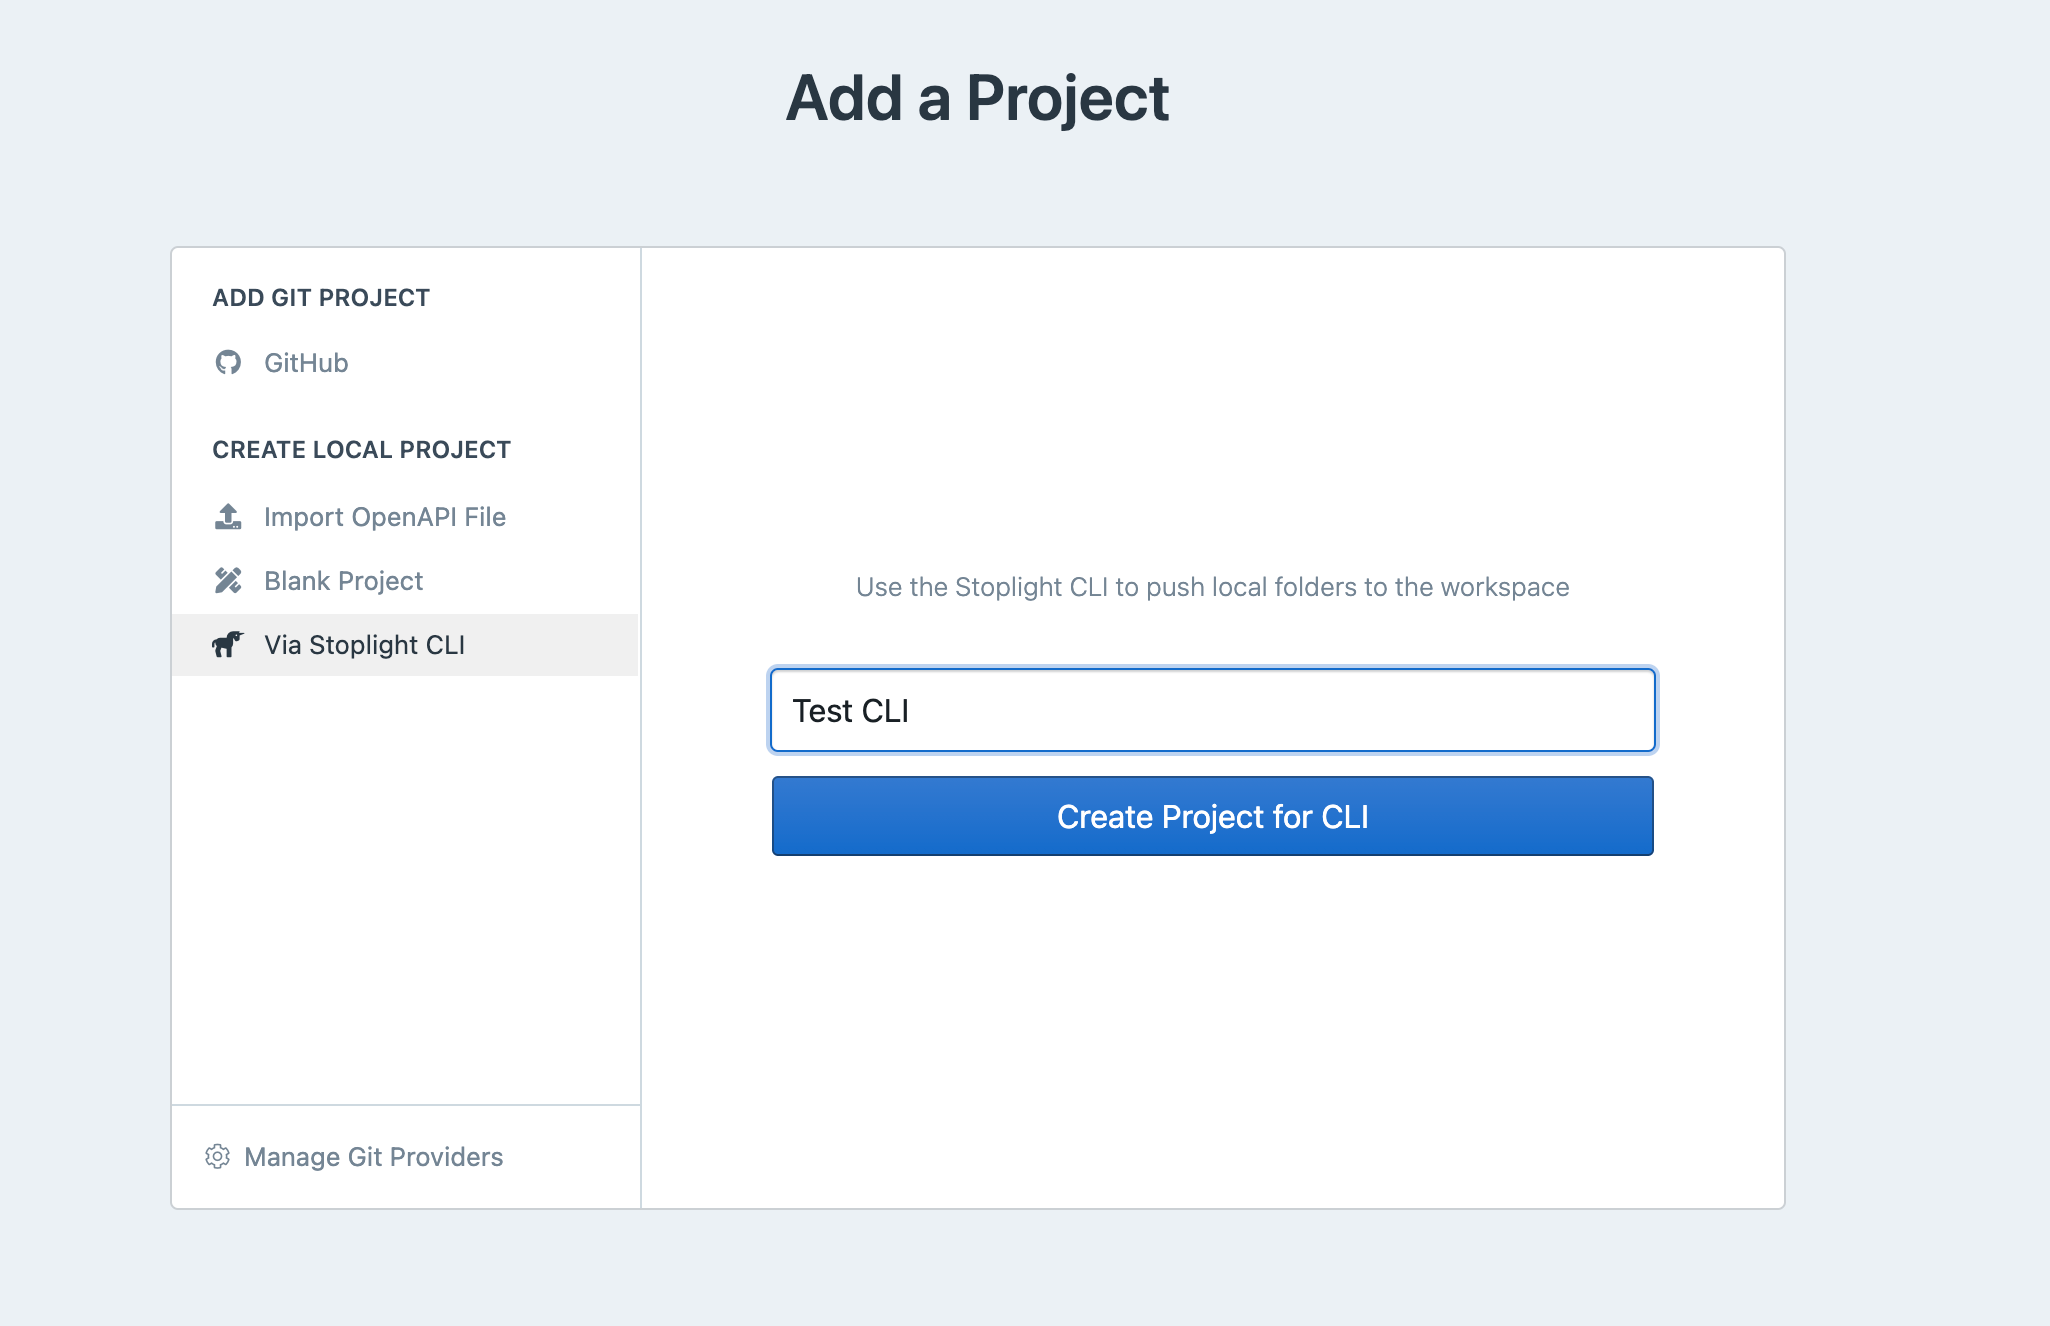 Add a Project
ADD GIT PROJECT
GitHub
CREATE LOCAL PROJECT
Import OpenAPI File
Blank Project
Via Stoplight CLI
Manage Git Providers
Use the Stoplight CLI to push local folders to the workspace
Test CLI
Create Project for CLI